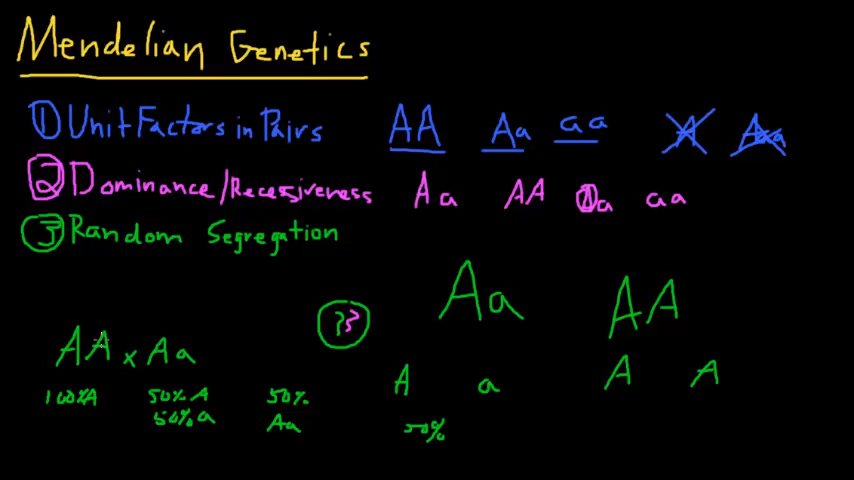 Mendelian Genetics
① Unit Factors in Pairs AA Aa aa A
② Dominance/Recessiveness Aa AA Aa aa
③ Random Segregation
Aa AA
AA x Aa
A a A A
100%A 50% A 50%
50% a Aa 50%